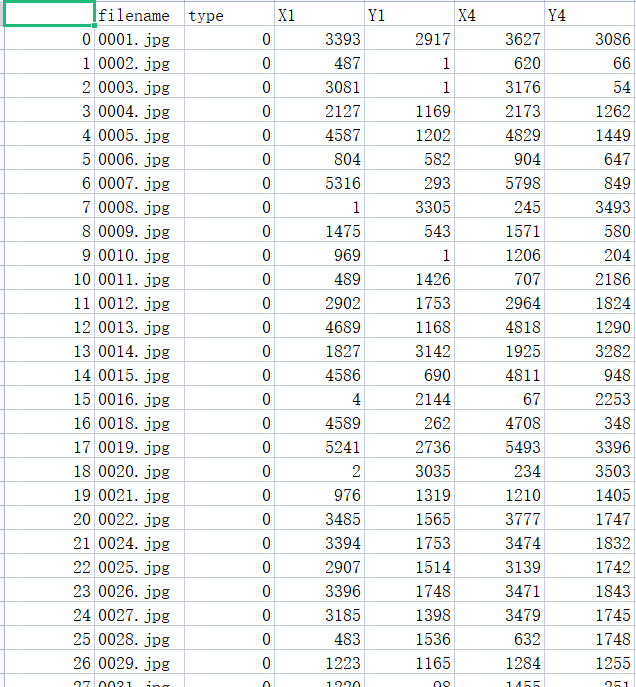 filename type X1 Y1 X4 Y4
0 0001.jpg 0 3393 2917 3627 3086
1 0002.jpg 0 487 1 620 66
2 0003.jpg 0 3081 1 3176 54
3 0004.jpg 0 2127 1169 2173 1262
4 0005.jpg 0 4587 1202 4829 1449
5 0006.jpg 0 804 582 904 647
6 0007.jpg 0 5316 293 5798 849
7 0008.jpg 0 1 3305 245 3493
8 0009.jpg 0 1475 543 1571 580
9 0010.jpg 0 969 1 1206 204
10 0011.jpg 0 489 1426 707 2186
11 0012.jpg 0 2902 1753 2964 1824
12 0013.jpg 0 4689 1168 4818 1290
13 0014.jpg 0 1827 3142 1925 3282
14 0015.jpg 0 4586 690 4811 948
15 0016.jpg 0 4 2144 67 2253
16 0018.jpg 0 4589 262 4708 348
17 0019.jpg 0 5241 2736 5493 3396
18 0020.jpg 0 2 3035 234 3503
19 0021.jpg 0 976 1319 1210 1405
20 0022.jpg 0 3485 1565 3777 1747
21 0024.jpg 0 3394 1753 3474 1832
22 0025.jpg 0 2907 1514 3139 1742
23 0026.jpg 0 3396 1748 3471 1843
24 0027.jpg 0 3185 1398 3479 1745
25 0028.jpg 0 483 1536 632 1748
26 0029.jpg 0 1223 1165 1284 1255
27 0031.jpg 0 1220 98 1455 251